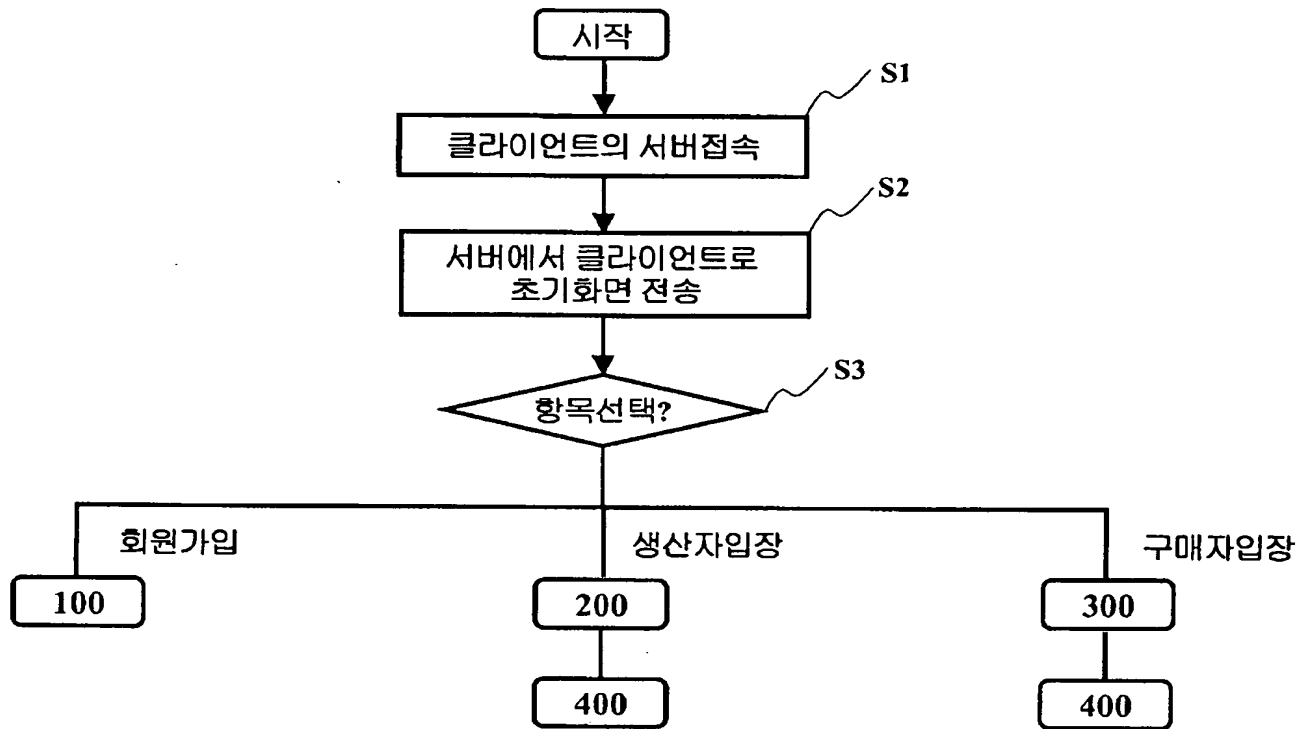 시작
S1
클라이언트의 서버접속
S2
서버에서 클라이언트로
초기화면 전송
S3
항목선택?
회원가입
생산자입장
구매자입장
100
200
300
400
400